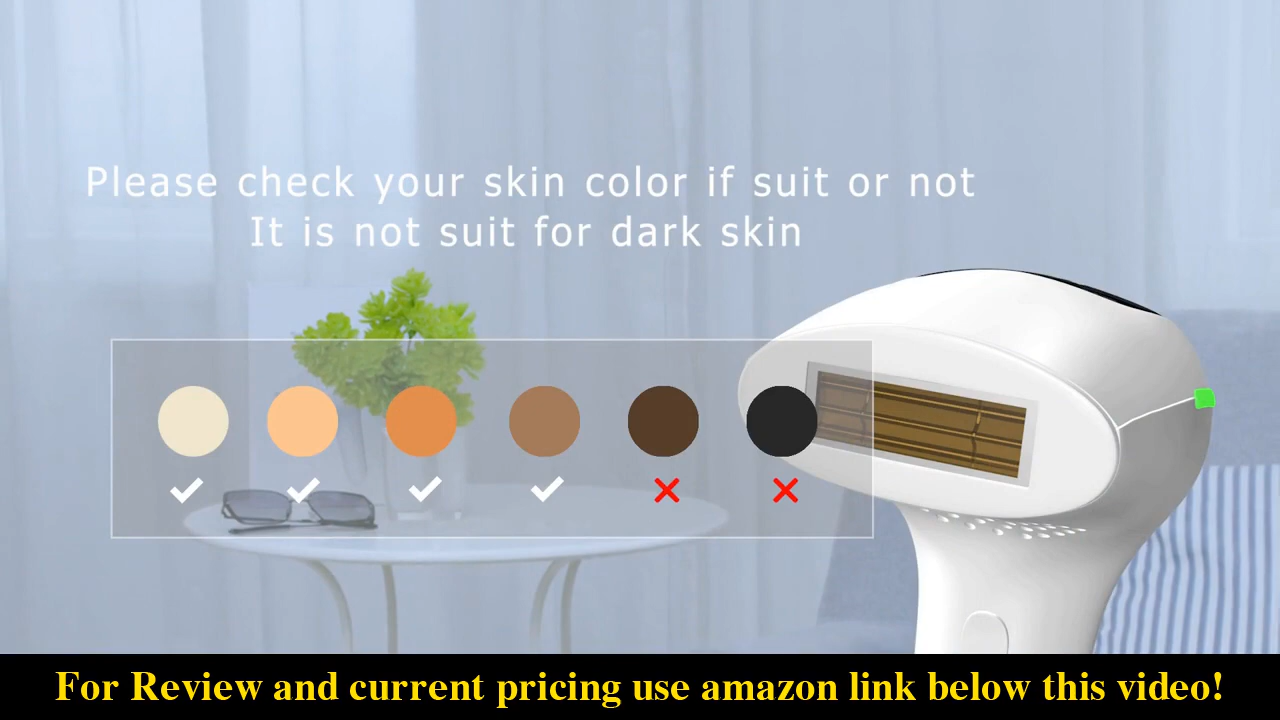 Please check your skin color if suit or not
It is not suit for dark skin
For Review and current pricing use amazon link below this video!